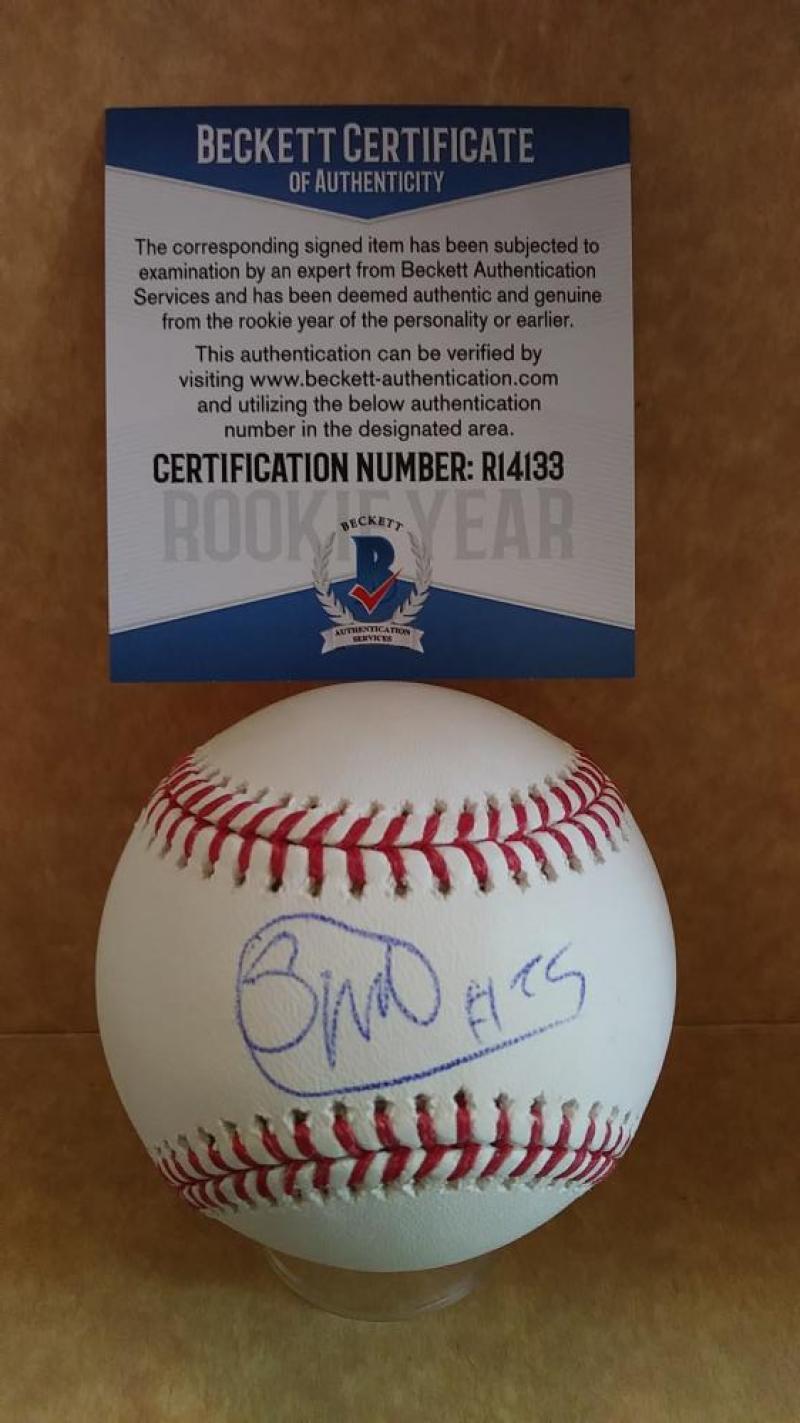 BECKETT CERTIFICATE
OF AUTHENTICITY
The corresponding signed item has been subjected to
examination by an expert from Beckett Authentication
Services and has been deemed authentic and genuine
from the rookie year of the personality or earlier.
This authentication can be verified by
visiting www.beckett-authentication.com
and utilizing the below authentication
number in the designated area.
CERTIFICATION NUMBER: R14133
ROOKIE YEAR
BECKETT
B
AUTHENTICATION
SERVICES